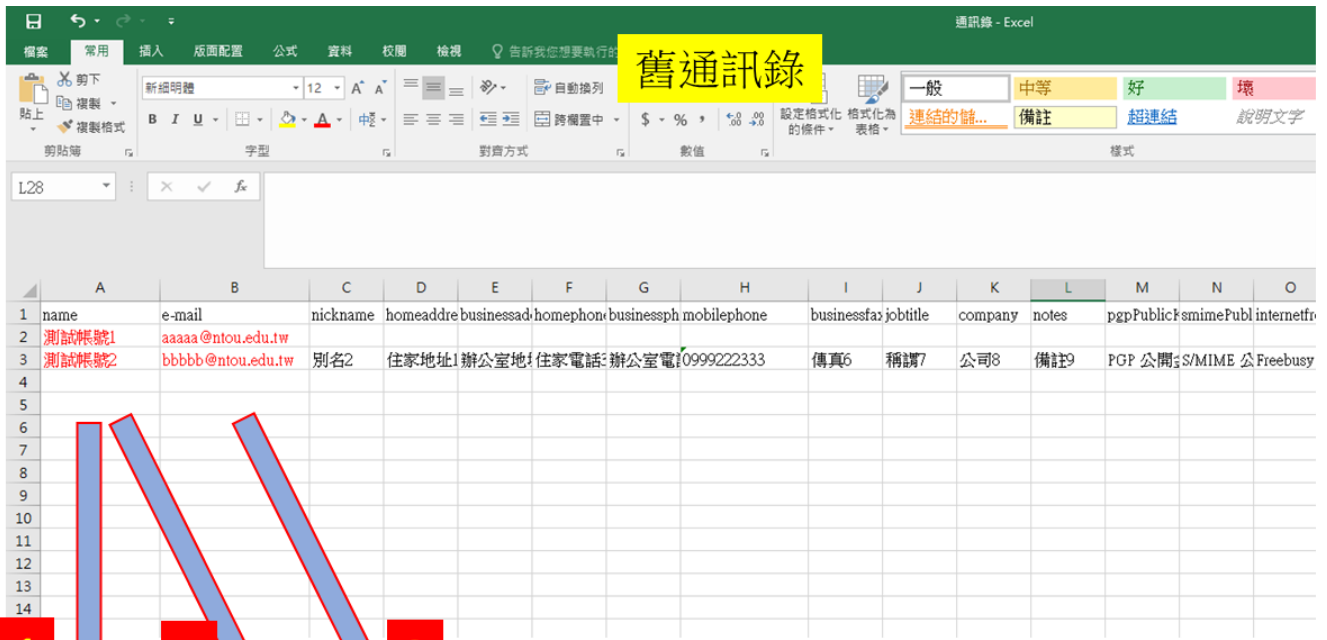 通訊錄 - Excel
檔案 常用 插入 版面配置 公式 資料 校閱 檢視 告訴我您想要執行的
舊通訊錄
剪下
複製
複製格式
貼上
新細明體 12
B I U
自動換列
跨欄置中
$ %
設定格式化的條件
格式化為表格
一般 中等 好 壞
連結的儲... 備註 超連結 說明文字
剪貼簿 字型 對齊方式 數值 樣式
L28 fx
A B C D E F G H I J K L M N O
1 name e-mail nickname homeaddre businessad homephone businessph mobilephone businessfax jobtitle company notes pgpPublicK smimePubl internetfre
2 測試帳號1 aaaaa@ntou.edu.tw
3 測試帳號2 bbbbb@ntou.edu.tw 別名2 住家地址1 辦公室地 住家電話3 辦公室電 0999222333 傳真6 稱謂7 公司8 備註9 PGP 公開 S/MIME 公 Freebusy
4
5
6
7
8
9
10
11
12
13
14